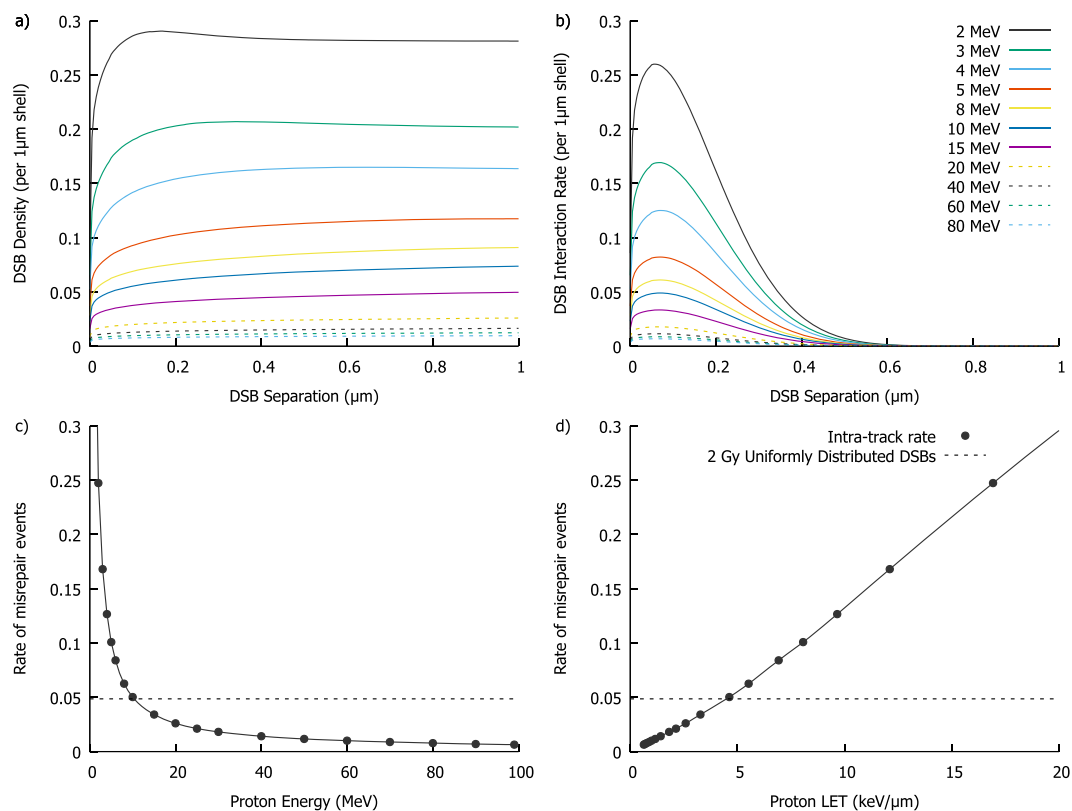 a)
DSB Density (per 1µm shell)
0.3
0.25
0.2
0.15
0.1
0.05
0
0 0.2 0.4 0.6 0.8 1
DSB Separation (µm)
b)
DSB Interaction Rate (per 1µm shell)
0.3
0.25
0.2
0.15
0.1
0.05
0
0 0.2 0.4 0.6 0.8 1
DSB Separation (µm)
2 MeV
3 MeV
4 MeV
5 MeV
8 MeV
10 MeV
15 MeV
20 MeV
40 MeV
60 MeV
80 MeV
c)
Rate of misrepair events
0.3
0.25
0.2
0.15
0.1
0.05
0
0 20 40 60 80 100
Proton Energy (MeV)
d)
Rate of misrepair events
0.3
0.25
0.2
0.15
0.1
0.05
0
0 5 10 15 20
Proton LET (keV/µm)
Intra-track rate
2 Gy Uniformly Distributed DSBs